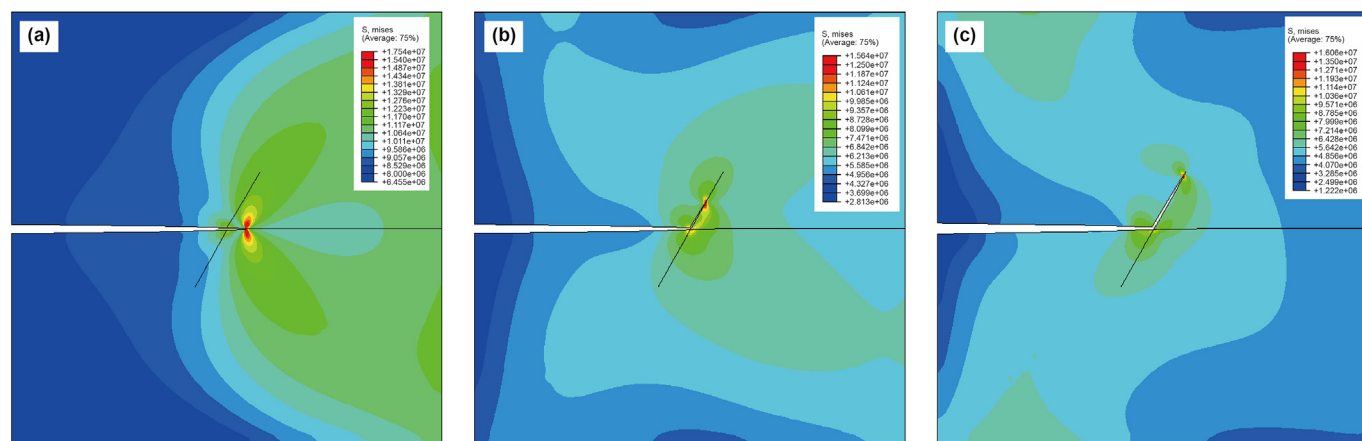 (a)
S, mises
(Average: 75%)
+1.754e+07
+1.540e+07
+1.487e+07
+1.434e+07
+1.381e+07
+1.329e+07
+1.276e+07
+1.223e+07
+1.170e+07
+1.117e+07
+1.064e+07
+1.011e+07
+9.586e+06
+9.057e+06
+8.529e+06
+8.000e+06
+6.455e+06
(b)
S, mises
(Average: 75%)
+1.564e+07
+1.250e+07
+1.187e+07
+1.124e+07
+1.061e+07
+9.985e+06
+9.357e+06
+8.728e+06
+8.099e+06
+7.471e+06
+6.842e+06
+6.213e+06
+5.585e+06
+4.956e+06
+4.327e+06
+3.699e+06
+2.813e+06
(c)
S, mises
(Average: 75%)
+1.606e+07
+1.350e+07
+1.271e+07
+1.193e+07
+1.114e+07
+1.036e+07
+9.571e+06
+8.785e+06
+7.999e+06
+7.214e+06
+6.428e+06
+5.642e+06
+4.856e+06
+4.070e+06
+3.285e+06
+2.499e+06
+1.222e+06